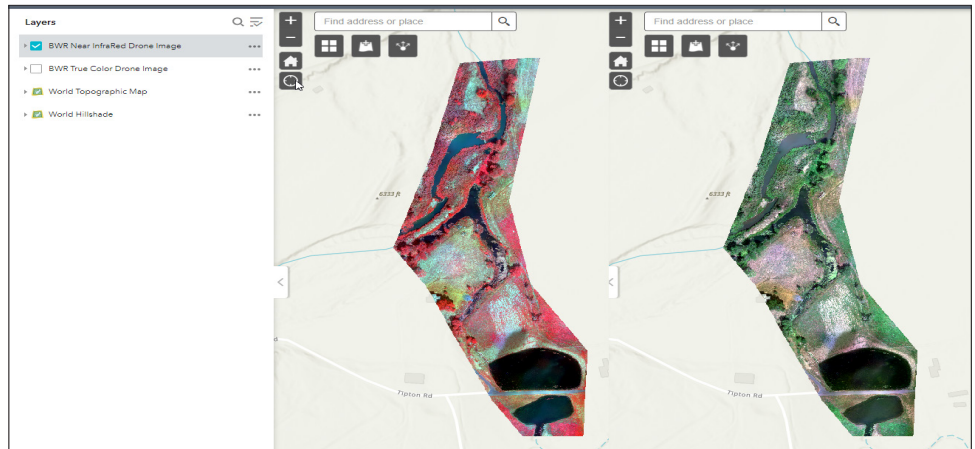 Layers
BWR Near InfraRed Drone Image
BWR True Color Drone Image
World Topographic Map
World Hillshade
Find address or place
6333 ft
Tipton Rd
Find address or place
6333 ft
Tipton Rd